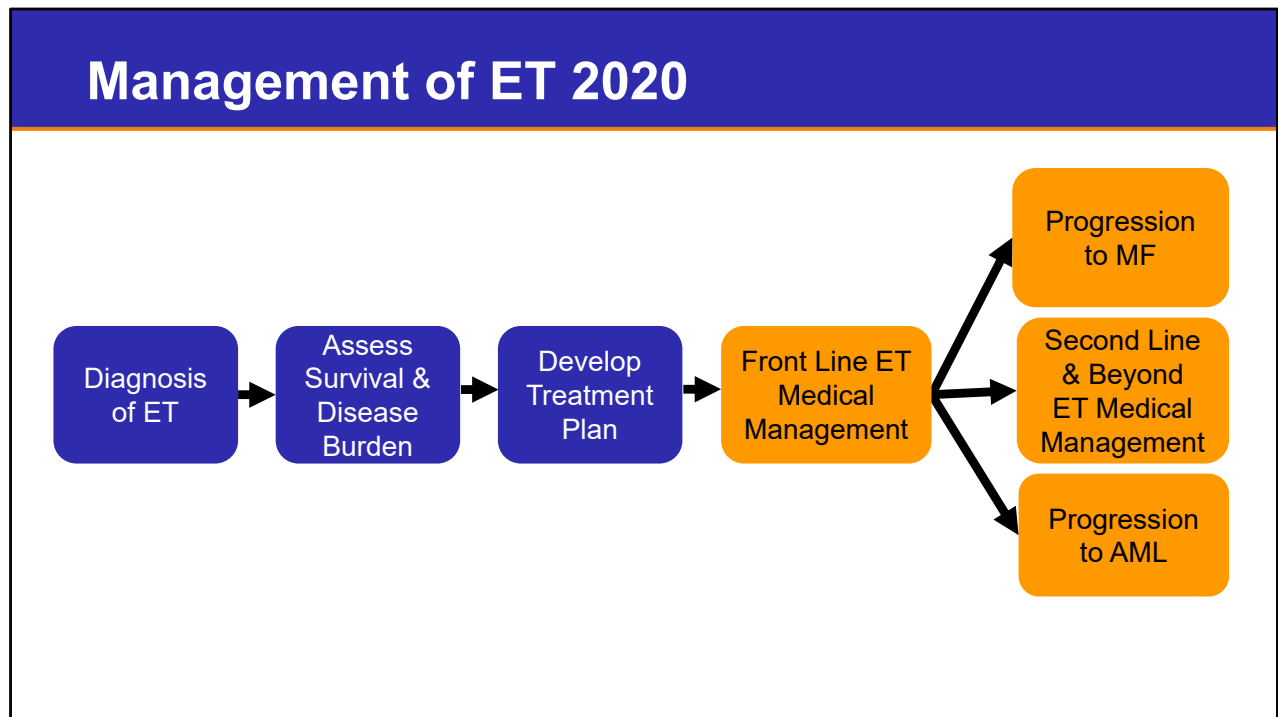 Management of ET 2020
Diagnosis
of ET
Assess
Survival &
Disease
Burden
Develop
Treatment
Plan
Front Line ET
Medical
Management
Progression
to MF
Second Line
& Beyond
ET Medical
Management
Progression
to AML